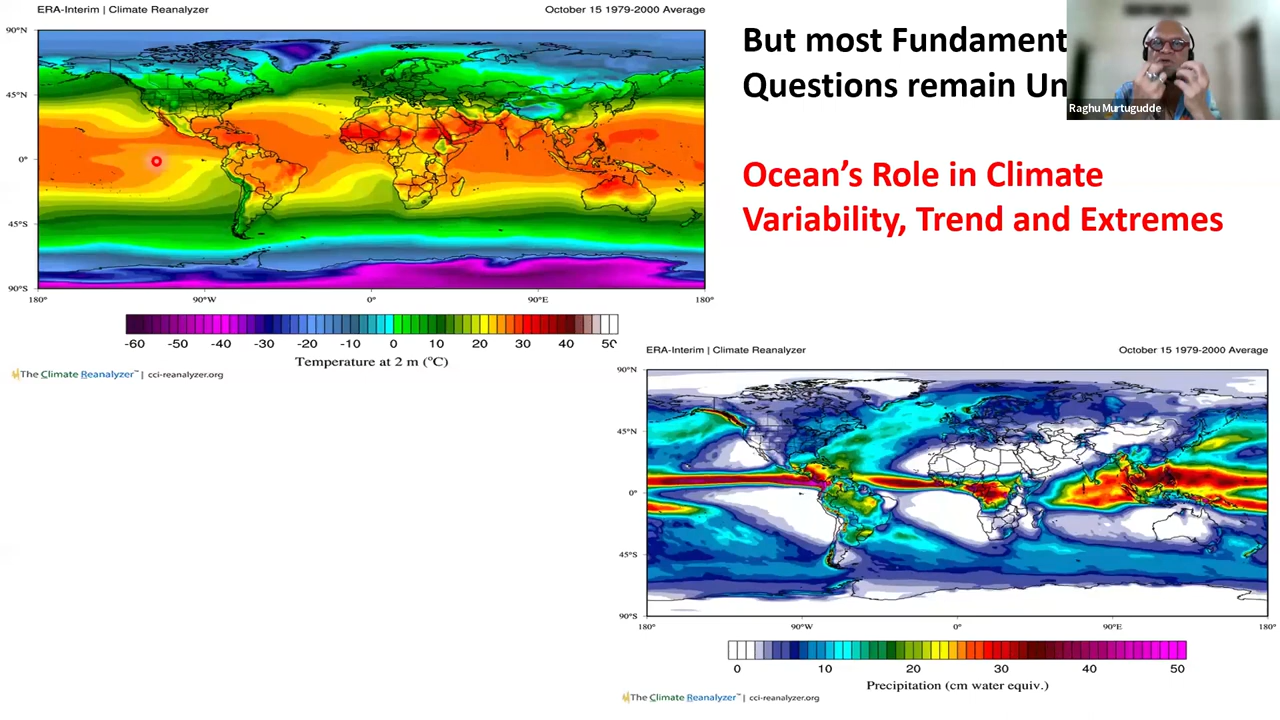 ERA-Interim | Climate Reanalyzer October 15 1979-2000 Average
90°N
45°N
0°
45°S
90°S
180° 90°W 0° 90°E 180°
-60 -50 -40 -30 -20 -10 0 10 20 30 40 50
Temperature at 2 m (°C)
The Climate Reanalyzer™ | cci-reanalyzer.org
But most Fundament
Questions remain Un
Raghu Murtugudde
Ocean's Role in Climate
Variability, Trend and Extremes
ERA-Interim | Climate Reanalyzer October 15 1979-2000 Average
90°N
45°N
0°
45°S
90°S
180° 90°W 0° 90°E 180°
0 10 20 30 40 50
Precipitation (cm water equiv.)
The Climate Reanalyzer™ | cci-reanalyzer.org